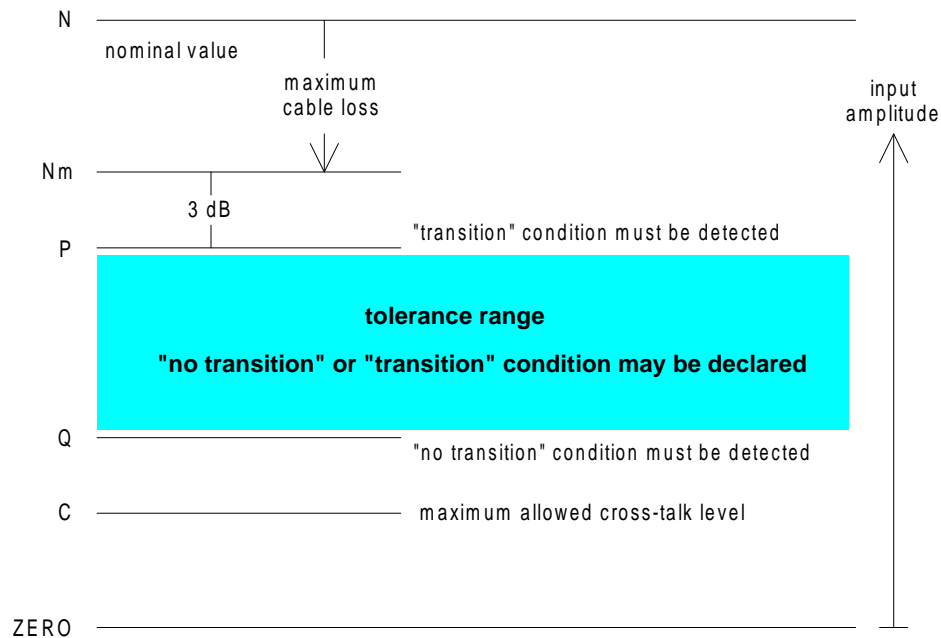 N
nominal value
maximum
cable loss
input
amplitude
Nm
3 dB
"transition" condition must be detected
P
tolerance range
"no transition" or "transition" condition may be declared
Q
"no transition" condition must be detected
C
maximum allowed cross-talk level
ZERO